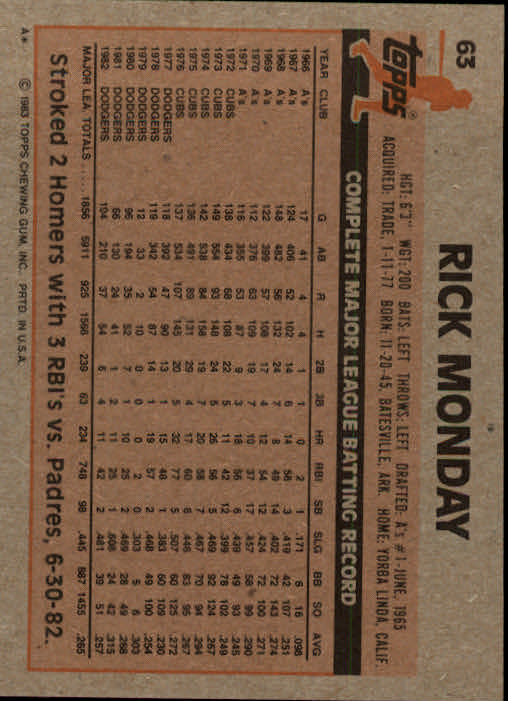 63
topps®
RICK MONDAY
HGT: 6'3" WGT: 200 BATS: LEFT THROWS: LEFT DRAFTED: A's #1-JUNE, 1965
ACQUIRED: TRADE, 1-11-77 BORN: 11-20-45, BATESVILLE, ARK. HOME: YORBA LINDA, CALIF.
COMPLETE MAJOR LEAGUE BATTING RECORD
YEAR CLUB G AB R H 2B 3B HR RBI SB SLG BB SO AVG
1966 A's 17 41 4 4 1 1 0 2 1 .171 6 16 .098
1967 A's 124 406 52 102 14 6 14 58 3 .419 42 107 .251
1968 A's 148 482 56 132 24 7 8 49 14 .402 72 143 .274
1969 A's 122 399 57 108 17 4 12 54 12 .424 72 100 .271
1970 A's 112 376 63 109 19 7 10 37 17 .457 58 99 .290
1971 A's 116 355 53 87 9 3 18 56 6 .439 49 93 .245
1972 CUBS 138 434 68 108 22 5 11 42 12 .399 78 102 .249
1973 CUBS 149 554 93 148 24 5 26 56 5 .469 92 124 .267
1974 CUBS 142 538 84 158 19 7 20 58 7 .467 70 94 .294
1975 CUBS 136 491 89 131 29 4 17 60 8 .446 83 95 .267
1976 CUBS 137 534 107 145 20 5 32 77 5 .507 60 125 .272
1977 DODGERS 118 392 47 90 13 1 15 48 1 .383 60 109 .230
1978 DODGERS 119 342 54 87 14 1 19 57 2 .468 49 100 .254
1979 DODGERS 12 33 2 10 0 0 0 2 0 .303 5 6 .303
1980 DODGERS 96 194 35 52 7 1 10 25 2 .469 28 49 .268
1981 DODGERS 66 130 24 41 1 2 11 25 1 .608 24 42 .315
1982 DODGERS 104 210 37 54 6 4 11 42 2 .481 39 51 .257
MAJOR LEA. TOTALS 1856 6911 925 1568 239 63 234 748 98 .445 887 1455 .265
Stroked 2 Homers with 3 RBI's vs. Padres, 6-30-82.
A* © 1983 TOPPS CHEWING GUM, INC. PRTD. IN U.S.A.